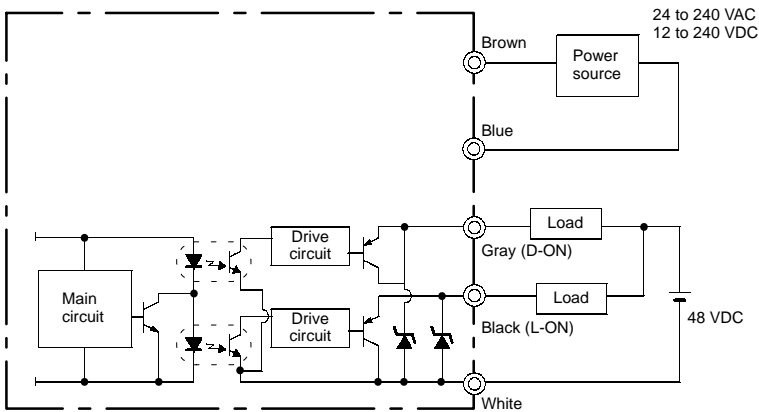 24 to 240 VAC
12 to 240 VDC
Brown
Power
source
Blue
Load
Gray (D-ON)
Drive
circuit
Main
circuit
Load
Black (L-ON)
Drive
circuit
48 VDC
White